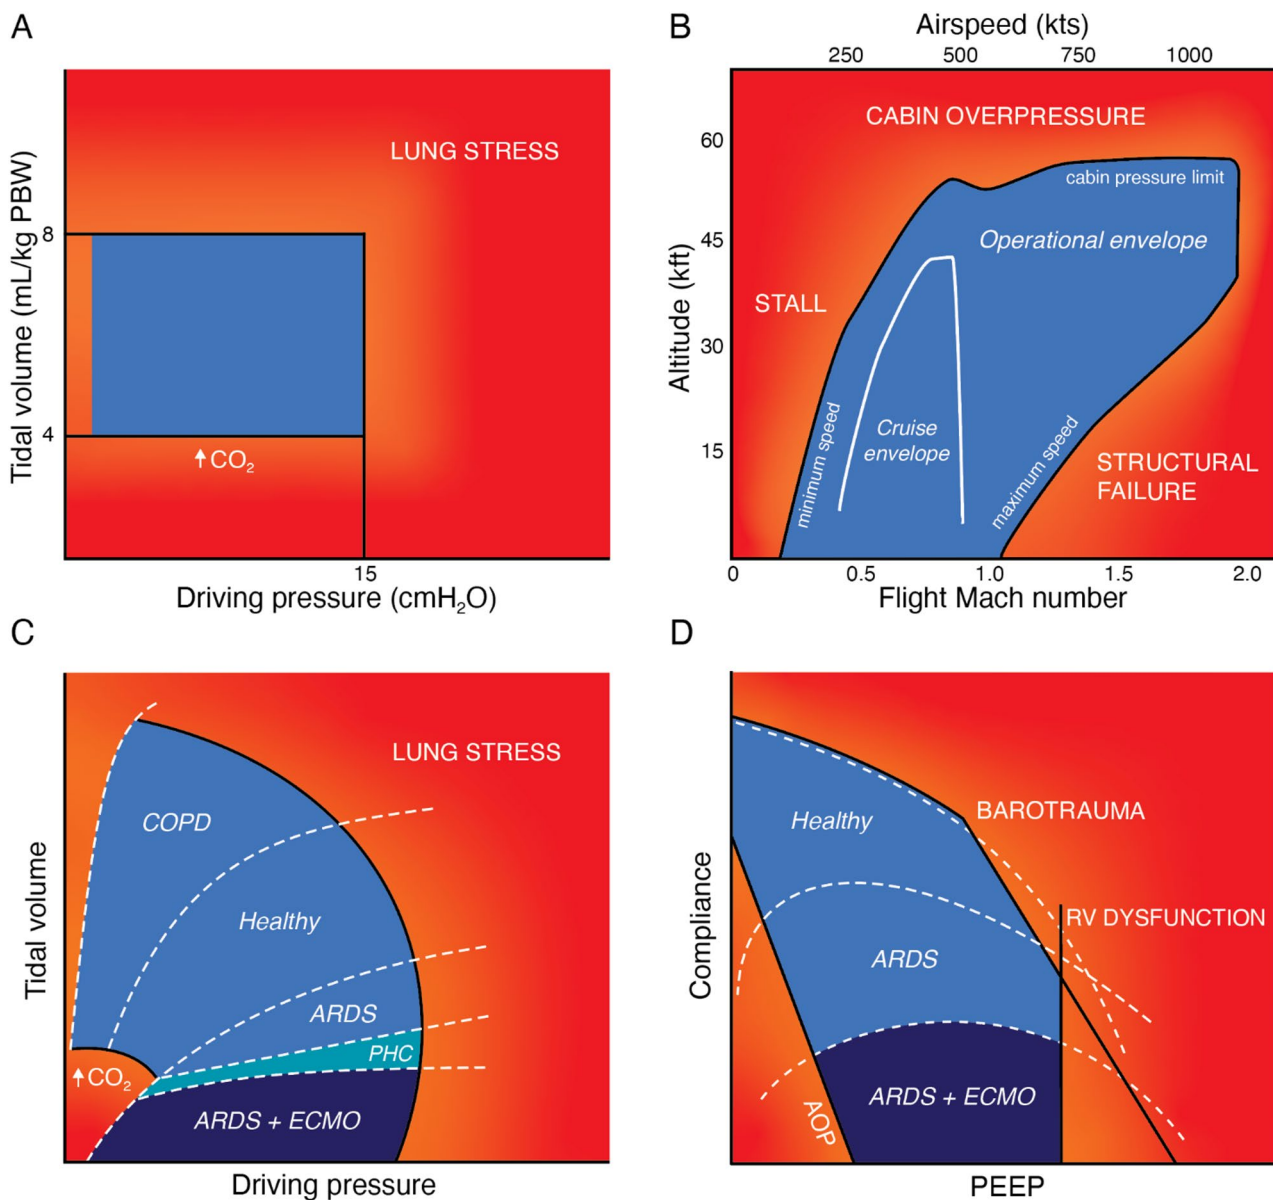 A
LUNG STRESS
Tidal volume (mL/kg PBW)
8
4
↑CO₂
15
Driving pressure (cmH₂O)
B
Airspeed (kts)
250 500 750 1000
CABIN OVERPRESSURE
cabin pressure limit
Operational envelope
STALL
Altitude (kft)
60
45
30
15
Cruise
envelope
minimum speed
maximum speed
STRUCTURAL
FAILURE
0 0.5 1.0 1.5 2.0
Flight Mach number
C
LUNG STRESS
COPD
Healthy
Tidal volume
ARDS
PHC
↑CO₂
ARDS + ECMO
Driving pressure
D
BAROTRAUMA
Healthy
Compliance
RV DYSFUNCTION
ARDS
ARDS + ECMO
AOP
PEEP